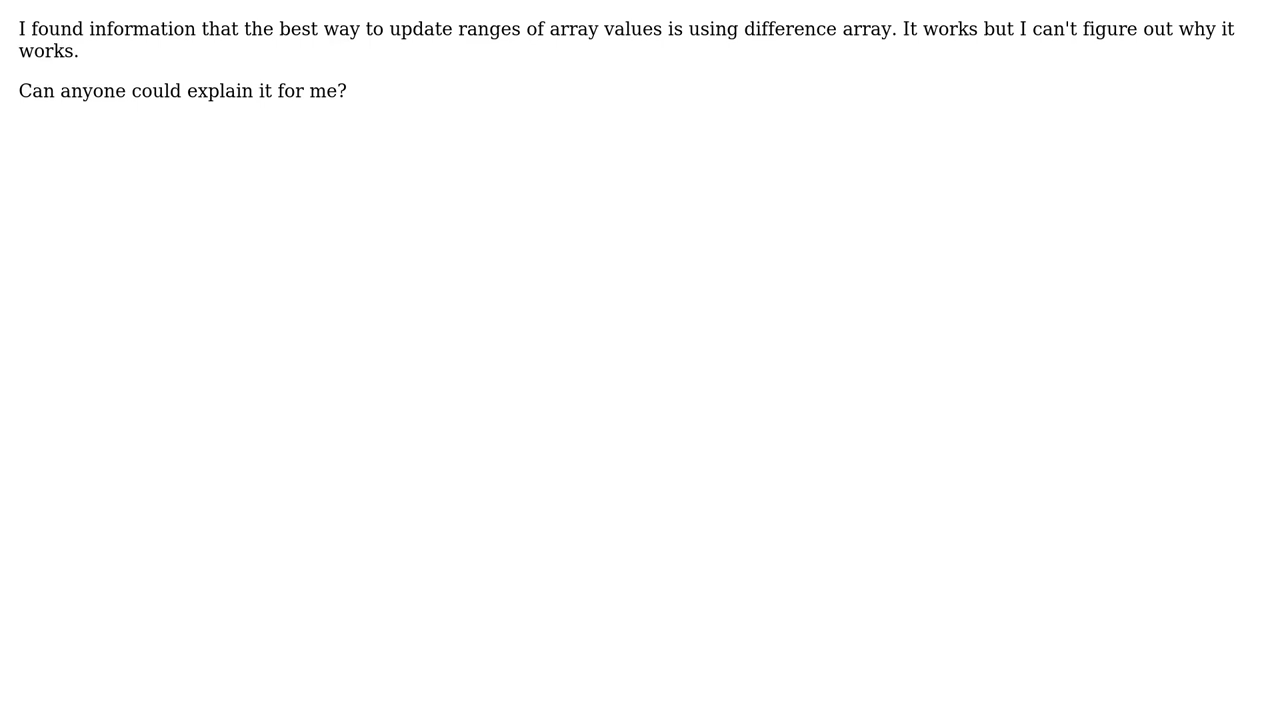 I found information that the best way to update ranges of array values is using difference array. It works but I can't figure out why it
works.
Can anyone could explain it for me?